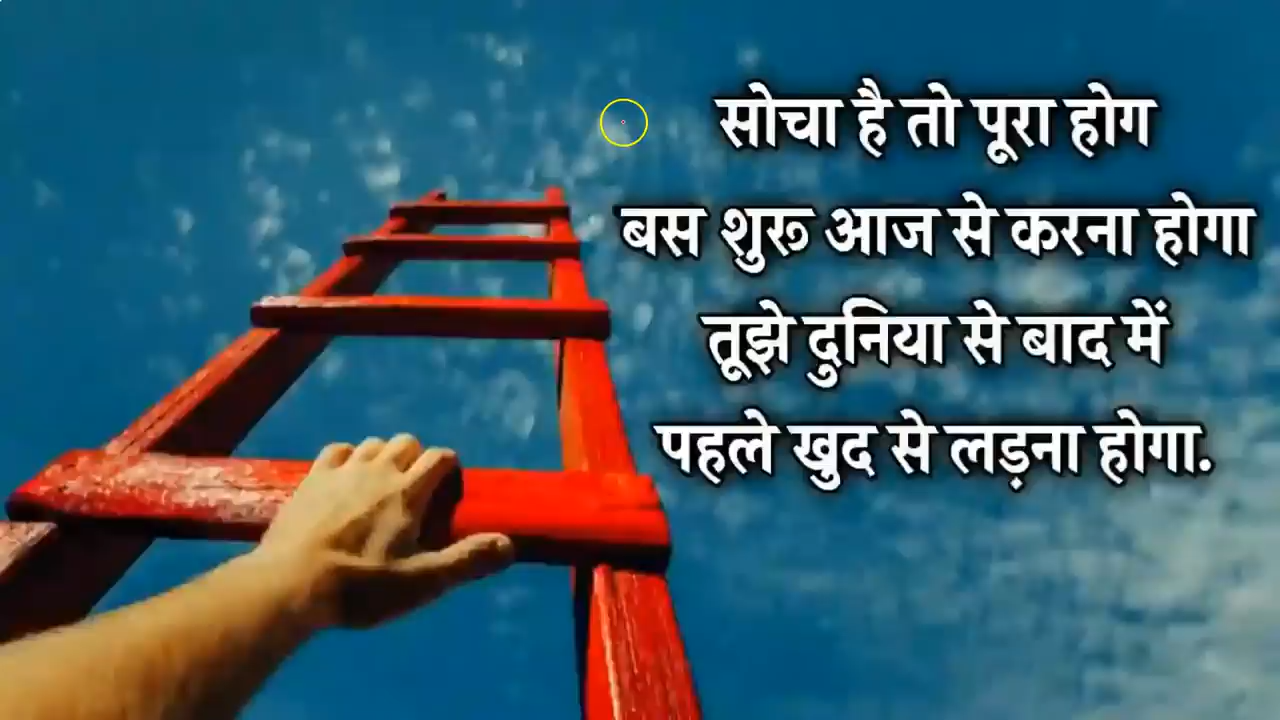 सोचा है तो पूरा होग
बस शुरू आज से करना होगा
तूझे दुनिया से बाद में
पहले खुद से लड़ना होगा.